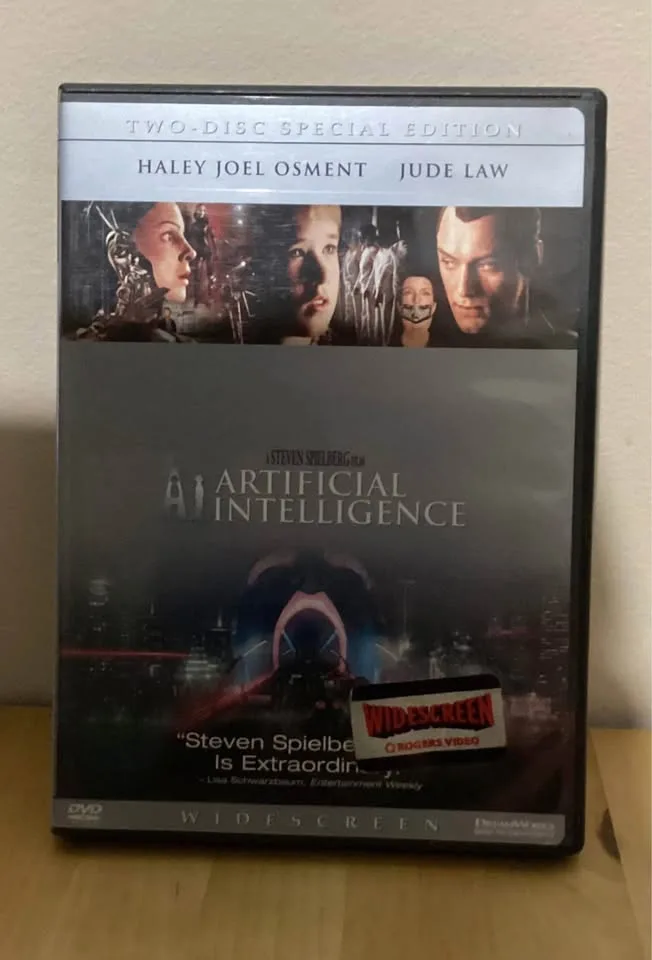 TWO-DISC SPECIAL EDITION
HALEY JOEL OSMENT JUDE LAW
A STEVEN SPIELBERG FILM
A.I. ARTIFICIAL
INTELLIGENCE
WIDESCREEN
ROGERS VIDEO
"Steven Spielbe
Is Extraordin y."
– Lisa Schwarzbaum, Entertainment Weekly
DVD
WIDESCREEN
DREAMWORKS